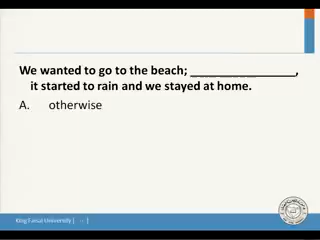 We wanted to go to the beach; ________________,
it started to rain and we stayed at home.
A. otherwise
King Faisal University [ ]